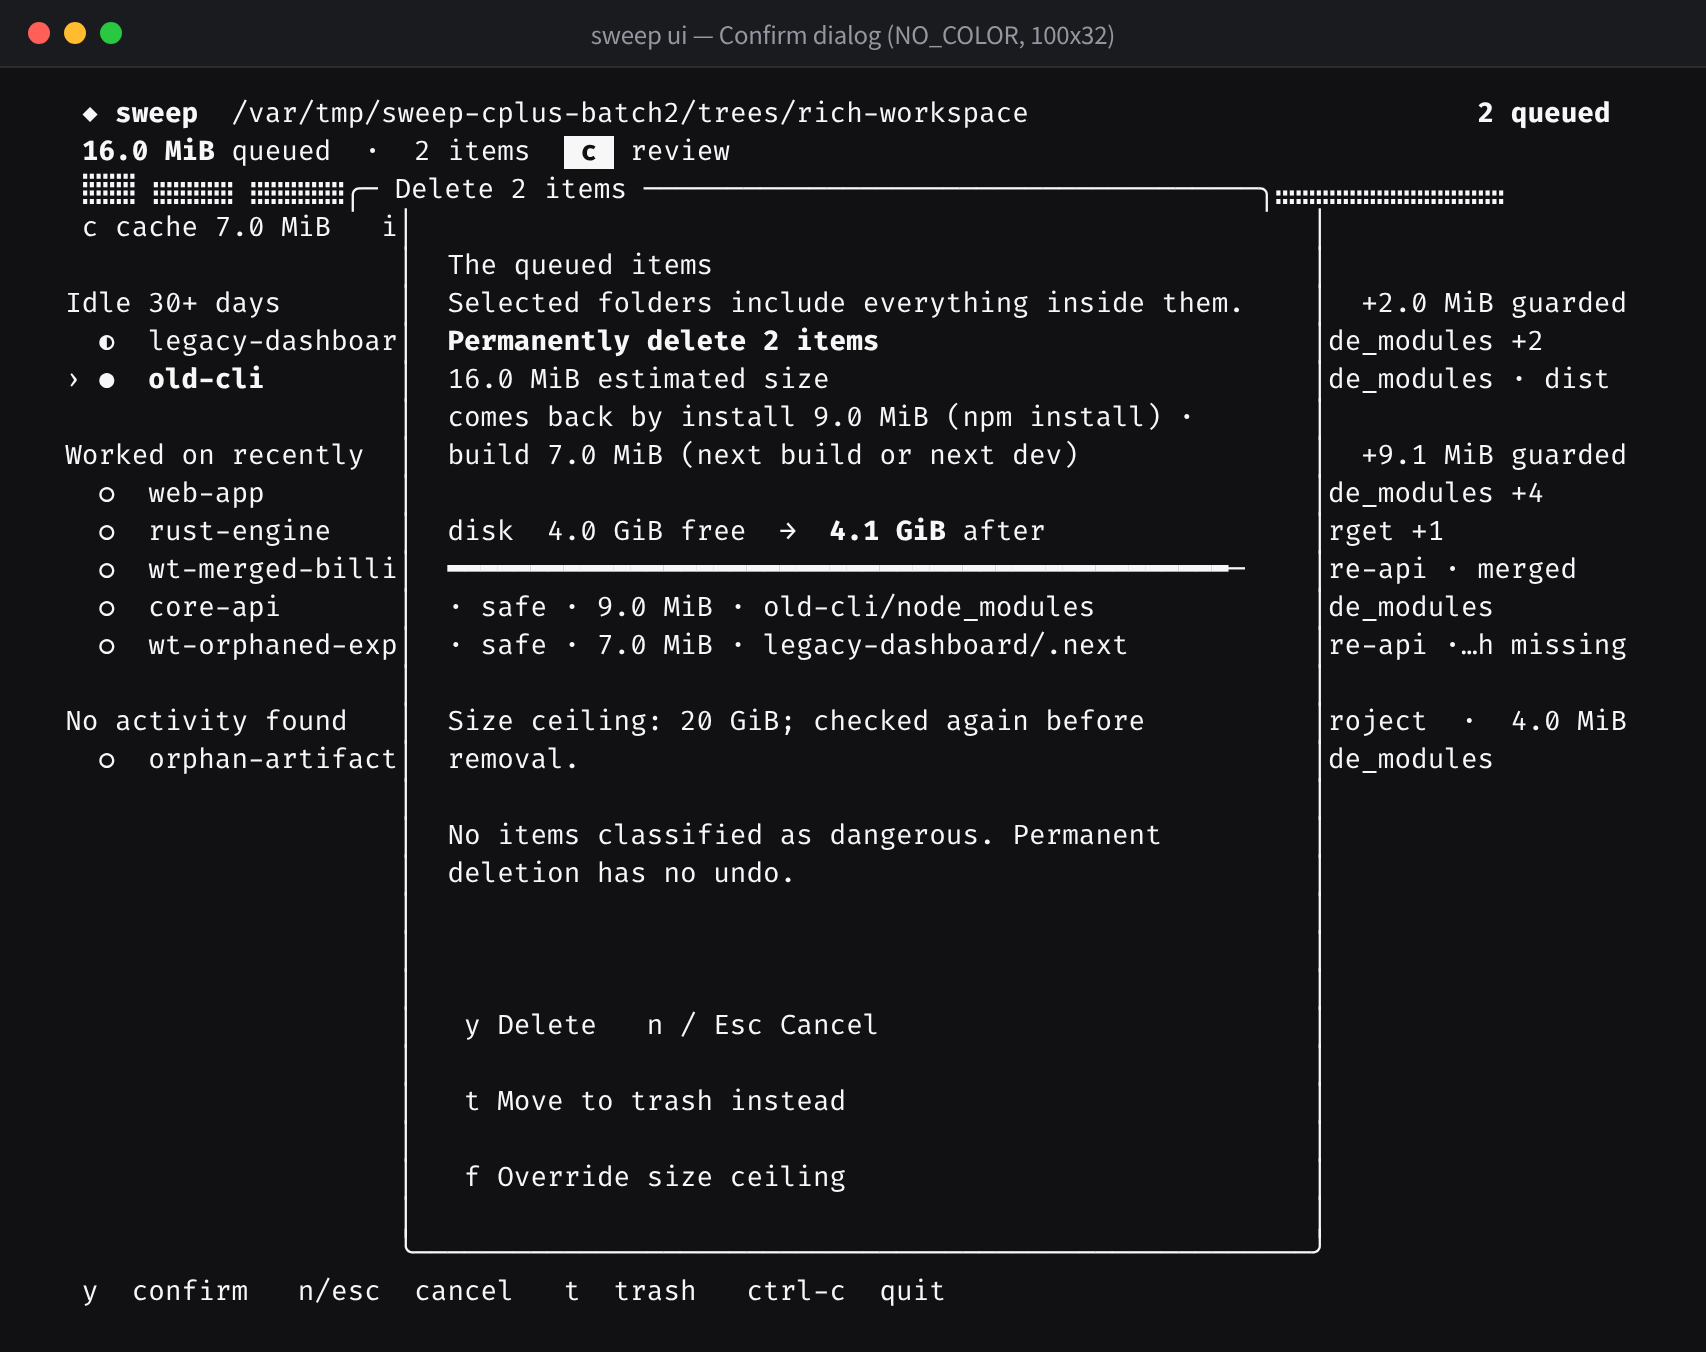 sweep ui — Confirm dialog (NO_COLOR, 100x32)
◆ sweep  /var/tmp/sweep-cplus-batch2/trees/rich-workspace  2 queued
16.0 MiB queued  ·  2 items  c  review
Delete 2 items
c cache 7.0 MiB  i
The queued items
Idle 30+ days  Selected folders include everything inside them.  +2.0 MiB guarded
◐  legacy-dashboar  Permanently delete 2 items  de_modules +2
› ●  old-cli  16.0 MiB estimated size  de_modules · dist
comes back by install 9.0 MiB (npm install) ·
Worked on recently  build 7.0 MiB (next build or next dev)  +9.1 MiB guarded
○  web-app  de_modules +4
○  rust-engine  disk  4.0 GiB free  →  4.1 GiB after  rget +1
○  wt-merged-billi  re-api · merged
○  core-api  · safe · 9.0 MiB · old-cli/node_modules  de_modules
○  wt-orphaned-exp  · safe · 7.0 MiB · legacy-dashboard/.next  re-api ·…h missing
No activity found  Size ceiling: 20 GiB; checked again before  roject  ·  4.0 MiB
○  orphan-artifact  removal.  de_modules
No items classified as dangerous. Permanent
deletion has no undo.
y Delete  n / Esc Cancel
t Move to trash instead
f Override size ceiling
y  confirm  n/esc  cancel  t  trash  ctrl-c  quit